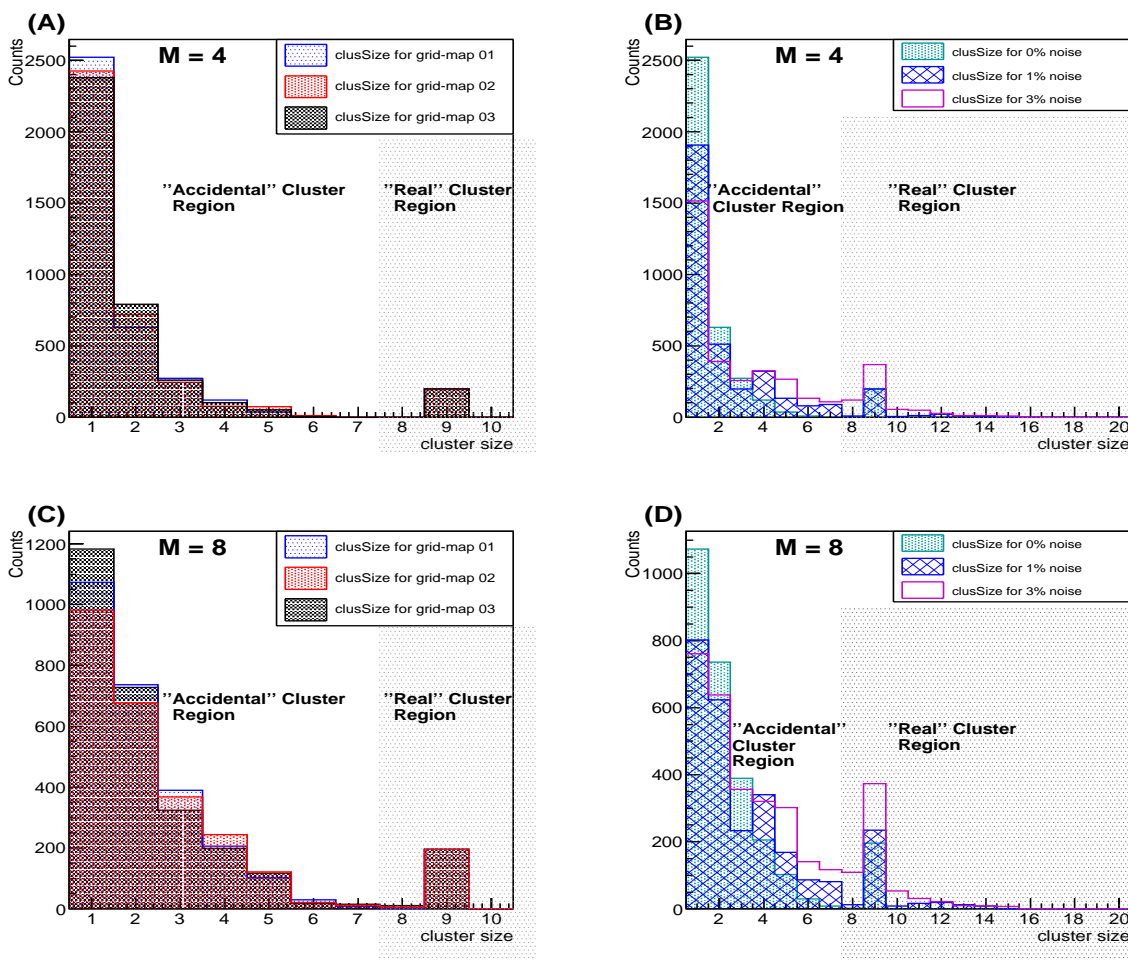 (A)
M = 4
Counts
clusSize for grid-map 01
clusSize for grid-map 02
clusSize for grid-map 03
''Accidental'' Cluster
Region
''Real'' Cluster
Region
2500
2000
1500
1000
500
0
1 2 3 4 5 6 7 8 9 10
cluster size
(B)
M = 4
Counts
clusSize for 0% noise
clusSize for 1% noise
clusSize for 3% noise
''Accidental''
Cluster Region
''Real'' Cluster
Region
2500
2000
1500
1000
500
0
2 4 6 8 10 12 14 16 18 20
cluster size
(C)
M = 8
Counts
clusSize for grid-map 01
clusSize for grid-map 02
clusSize for grid-map 03
''Accidental'' Cluster
Region
''Real'' Cluster
Region
1200
1000
800
600
400
200
0
1 2 3 4 5 6 7 8 9 10
cluster size
(D)
M = 8
Counts
clusSize for 0% noise
clusSize for 1% noise
clusSize for 3% noise
''Accidental''
Cluster
Region
''Real'' Cluster
Region
1000
800
600
400
200
0
2 4 6 8 10 12 14 16 18 20
cluster size